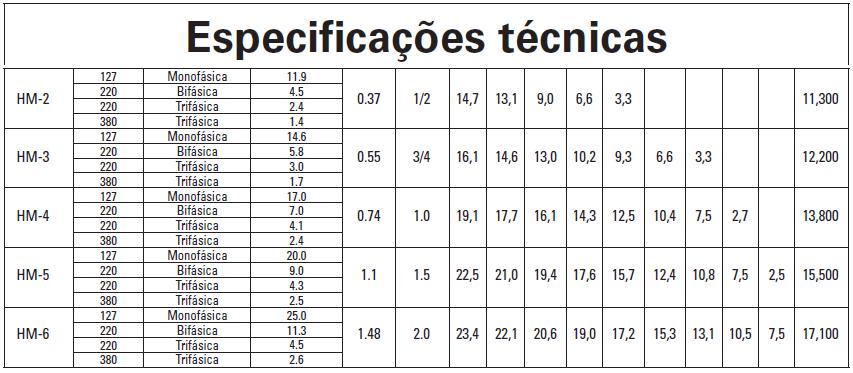 Especificações técnicas
127 Monofásica 11.9
HM-2 220 Bifásica 4.5 0.37 1/2 14,7 13,1 9,0 6,6 3,3 11,300
220 Trifásica 2.4
380 Trifásica 1.4
127 Monofásica 14.6
HM-3 220 Bifásica 5.8 0.55 3/4 16,1 14,6 13,0 10,2 9,3 6,6 3,3 12,200
220 Trifásica 3.0
380 Trifásica 1.7
127 Monofásica 17.0
HM-4 220 Bifásica 7.0 0.74 1.0 19,1 17,7 16,1 14,3 12,5 10,4 7,5 2,7 13,800
220 Trifásica 4.1
380 Trifásica 2.4
127 Monofásica 20.0
HM-5 220 Bifásica 9.0 1.1 1.5 22,5 21,0 19,4 17,6 15,7 12,4 10,8 7,5 2,5 15,500
220 Trifásica 4.3
380 Trifásica 2.5
127 Monofásica 25.0
HM-6 220 Bifásica 11.3 1.48 2.0 23,4 22,1 20,6 19,0 17,2 15,3 13,1 10,5 7,5 17,100
220 Trifásica 4.5
380 Trifásica 2.6